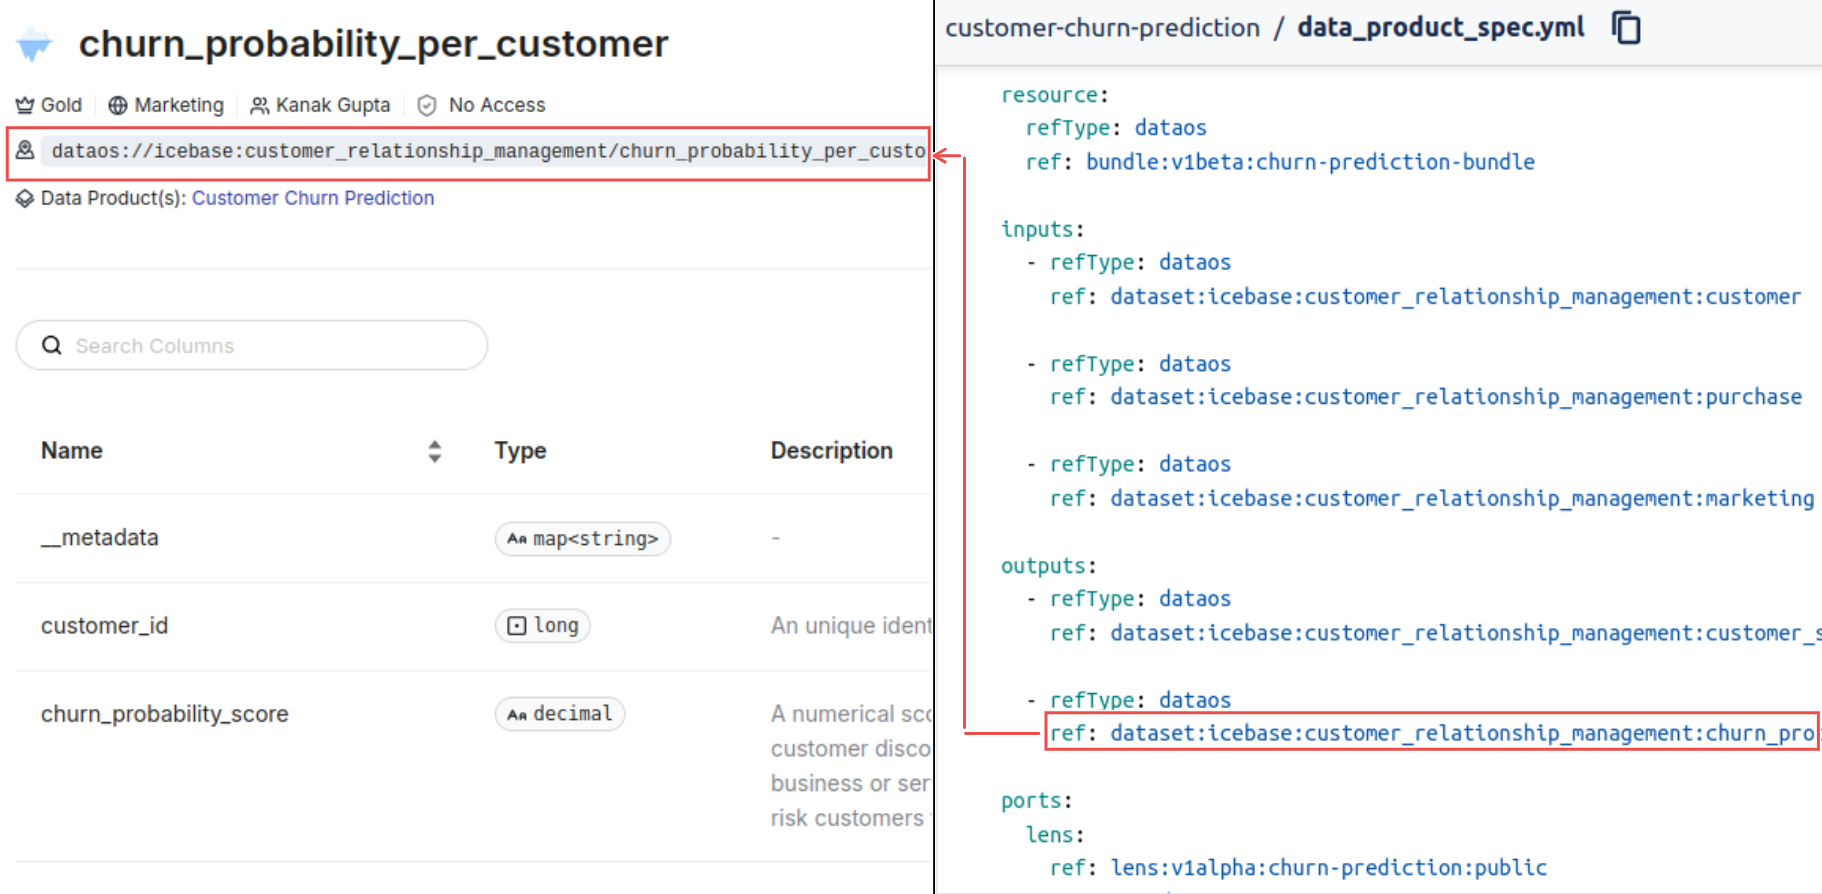 churn_probability_per_customer
Gold Marketing Kanak Gupta No Access
dataos://icebase:customer_relationship_management/churn_probability_per_custo
Data Product(s): Customer Churn Prediction
Search Columns
Name Type Description
__metadata map<string> -
customer_id long An unique ident
churn_probability_score decimal A numerical sco
customer disco
business or ser
risk customers
customer-churn-prediction / data_product_spec.yml
resource:
refType: dataos
ref: bundle:v1beta:churn-prediction-bundle
inputs:
- refType: dataos
ref: dataset:icebase:customer_relationship_management:customer
- refType: dataos
ref: dataset:icebase:customer_relationship_management:purchase
- refType: dataos
ref: dataset:icebase:customer_relationship_management:marketing
outputs:
- refType: dataos
ref: dataset:icebase:customer_relationship_management:customer_s
- refType: dataos
ref: dataset:icebase:customer_relationship_management:churn_pro
ports:
lens:
ref: lens:v1alpha:churn-prediction:public